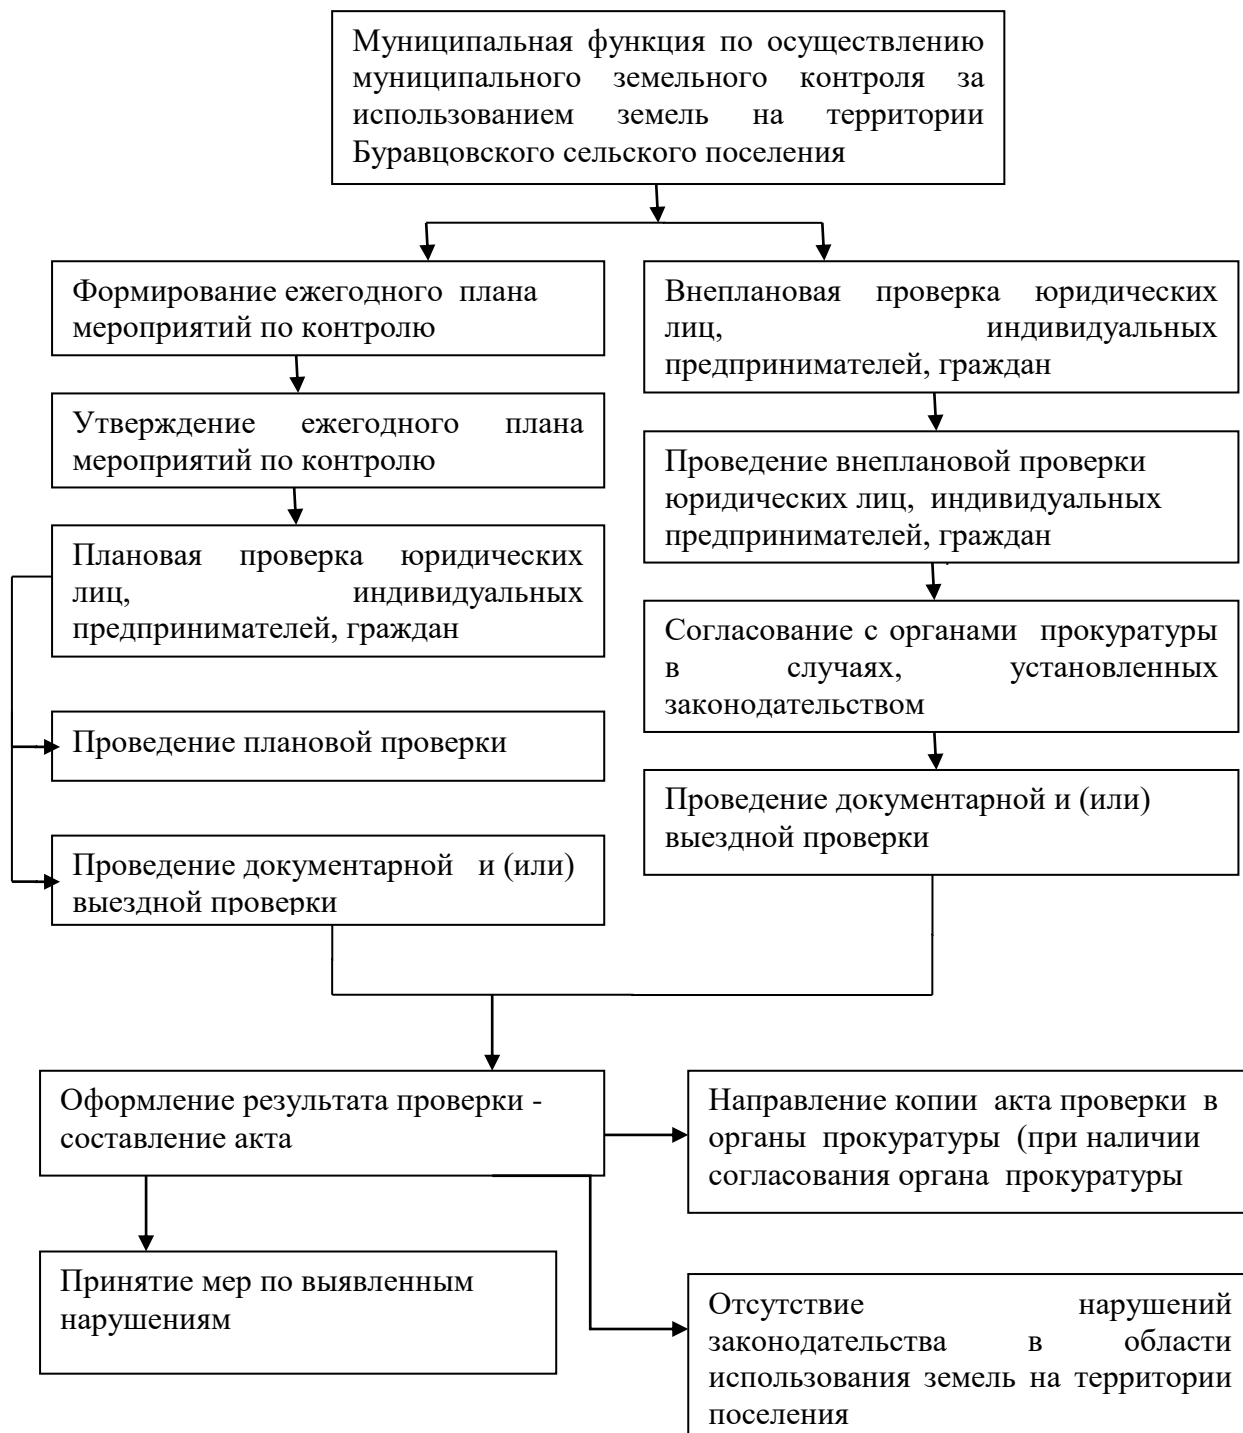 Муниципальная функция по осуществлению
муниципального земельного контроля за
использованием земель на территории
Буравцовского сельского поселения
Формирование ежегодного плана
мероприятий по контролю
Утверждение ежегодного плана
мероприятий по контролю
Плановая проверка юридических
лиц, индивидуальных
предпринимателей, граждан
Проведение плановой проверки
Проведение документарной и (или)
выездной проверки
Внеплановая проверка юридических
лиц, индивидуальных
предпринимателей, граждан
Проведение внеплановой проверки
юридических лиц, индивидуальных
предпринимателей, граждан
Согласование с органами прокуратуры
в случаях, установленных
законодательством
Проведение документарной и (или)
выездной проверки
Оформление результата проверки -
составление акта
Направление копии акта проверки в
органы прокуратуры (при наличии
согласования органа прокуратуры
Принятие мер по выявленным
нарушениям
Отсутствие нарушений
законодательства в области
использования земель на территории
поселения